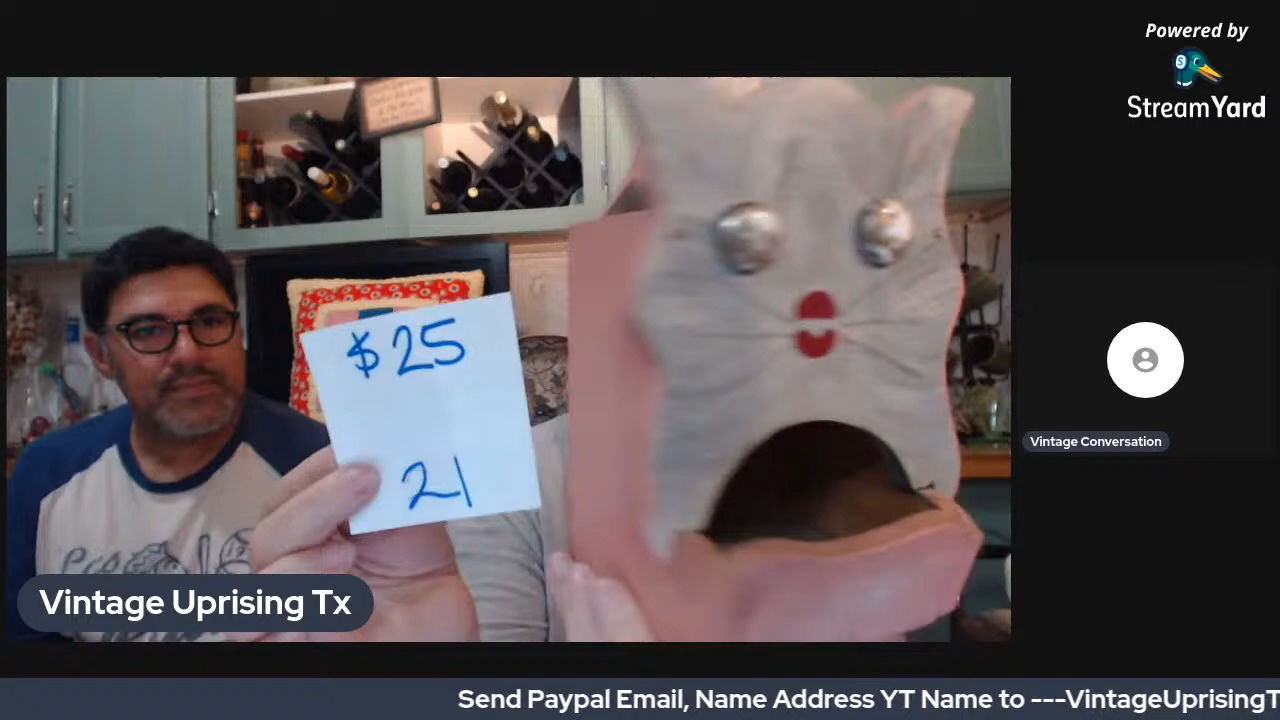 Powered by
StreamYard
$25
21
Vintage Conversation
Vintage Uprising Tx
Send Paypal Email, Name Address YT Name to ---VintageUprisingT